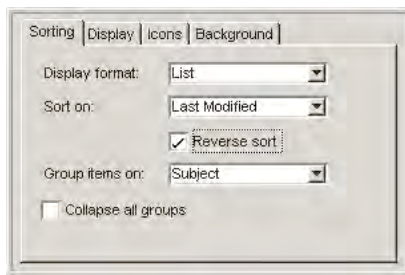 Sorting Display Icons Background
Display format: List
Sort on: Last Modified
Reverse sort
Group items on: Subject
Collapse all groups